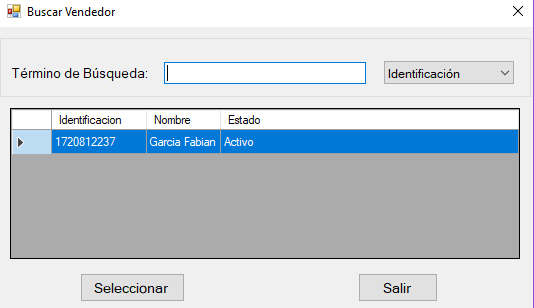 Buscar Vendedor
Término de Búsqueda: Identificación
Identificacion Nombre Estado
1720812237 Garcia Fabian Activo
Seleccionar Salir